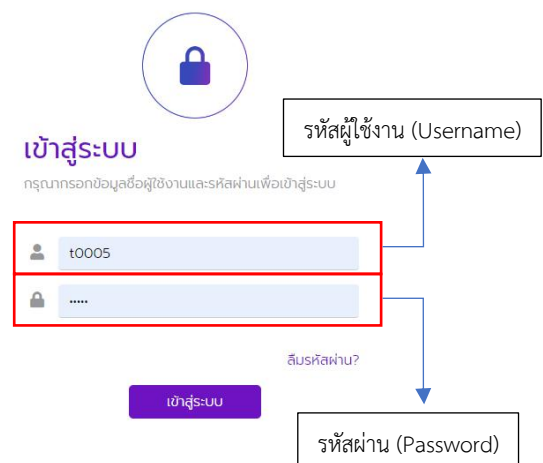 รหัสผู้ใช้งาน (Username)
เข้าสู่ระบบ
กรุณากรอกข้อมูลชื่อผู้ใช้งานและรหัสผ่านเพื่อเข้าสู่ระบบ
t0005
•••••
ลืมรหัสผ่าน?
เข้าสู่ระบบ
รหัสผ่าน (Password)